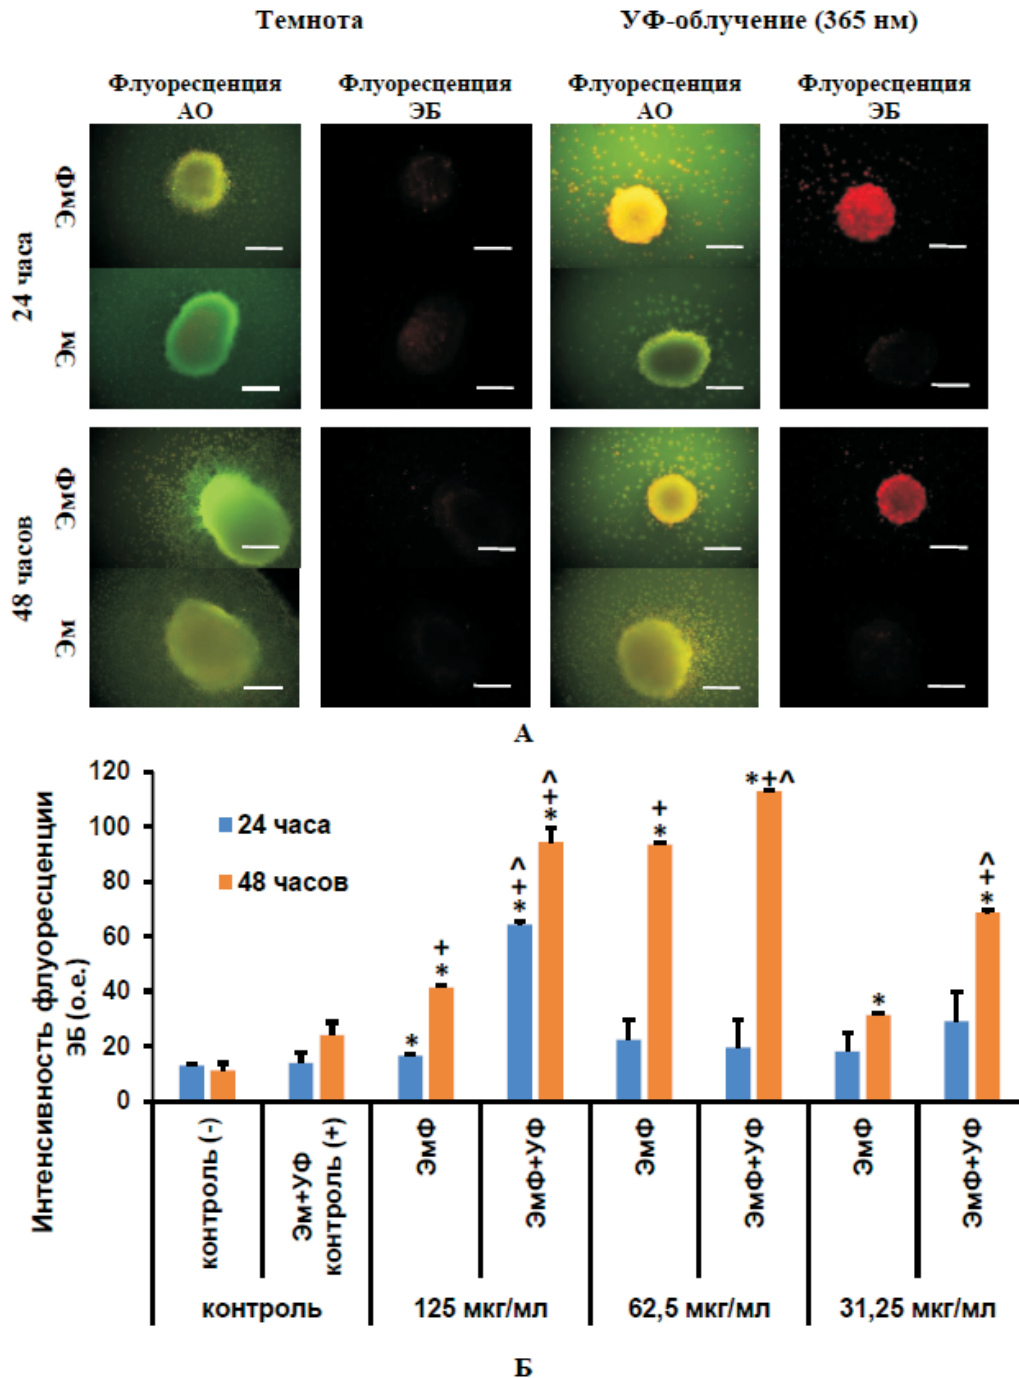 Темнота
УФ-облучение (365 нм)
Флуоресценция
АО
Флуоресценция
ЭБ
Флуоресценция
АО
Флуоресценция
ЭБ
24 часа
ЭмФ
Эм
48 часов
ЭмФ
Эм
А
Интенсивность флуоресценции
ЭБ (о.е.)
120
100
80
60
40
20
0
24 часа
48 часов
*
*+
*+^
*+^
*+
*+^
*
*+^
контроль (-)
Эм+УФ
контроль (+)
ЭмФ
ЭмФ+УФ
ЭмФ
ЭмФ+УФ
ЭмФ
ЭмФ+УФ
контроль
125 мкг/мл
62,5 мкг/мл
31,25 мкг/мл
Б